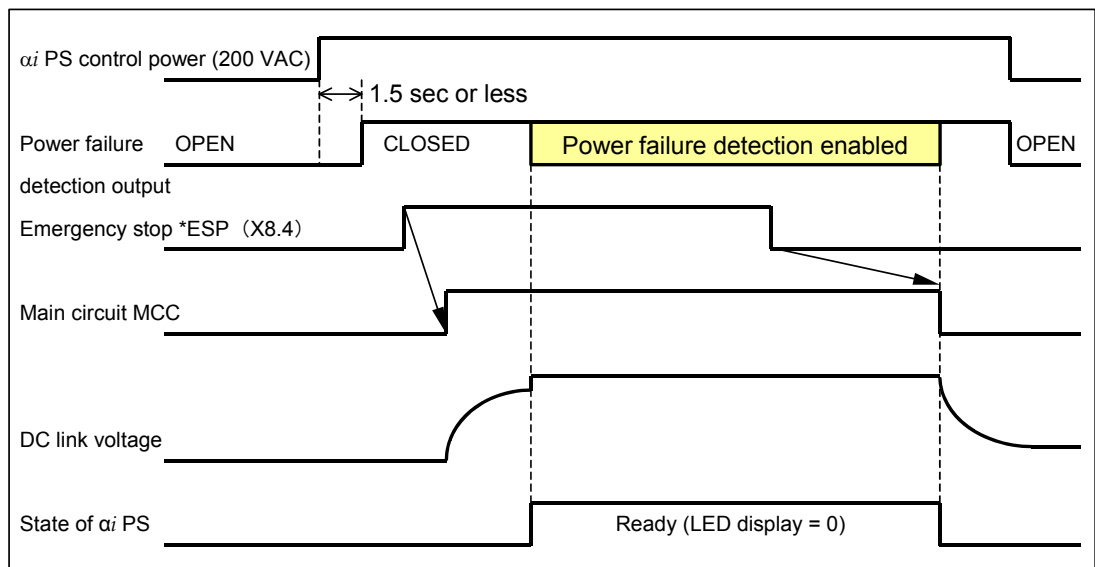 αi PS control power (200 VAC)
1.5 sec or less
Power failure
detection output
OPEN
CLOSED
Power failure detection enabled
OPEN
Emergency stop *ESP（X8.4）
Main circuit MCC
DC link voltage
State of αi PS
Ready (LED display = 0)